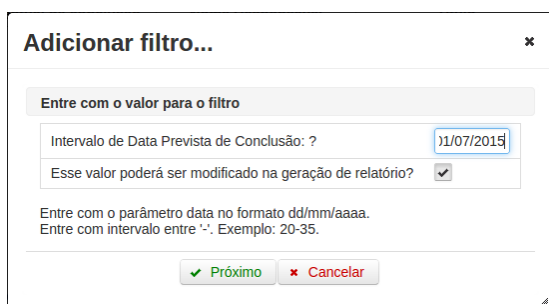 Adicionar filtro...
Entre com o valor para o filtro
Intervalo de Data Prevista de Conclusão: ? 01/07/2015
Esse valor poderá ser modificado na geração de relatório?
Entre com o parâmetro data no formato dd/mm/aaaa.
Entre com intervalo entre '-'. Exemplo: 20-35.
Próximo Cancelar